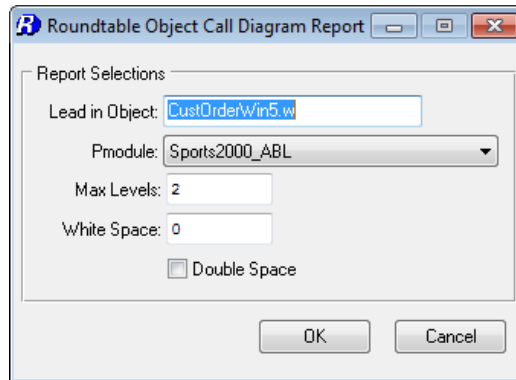 R Roundtable Object Call Diagram Report
Report Selections
Lead in Object: CustOrderWin5.w
Pmodule: Sports2000_ABL
Max Levels: 2
White Space: 0
Double Space
OK Cancel